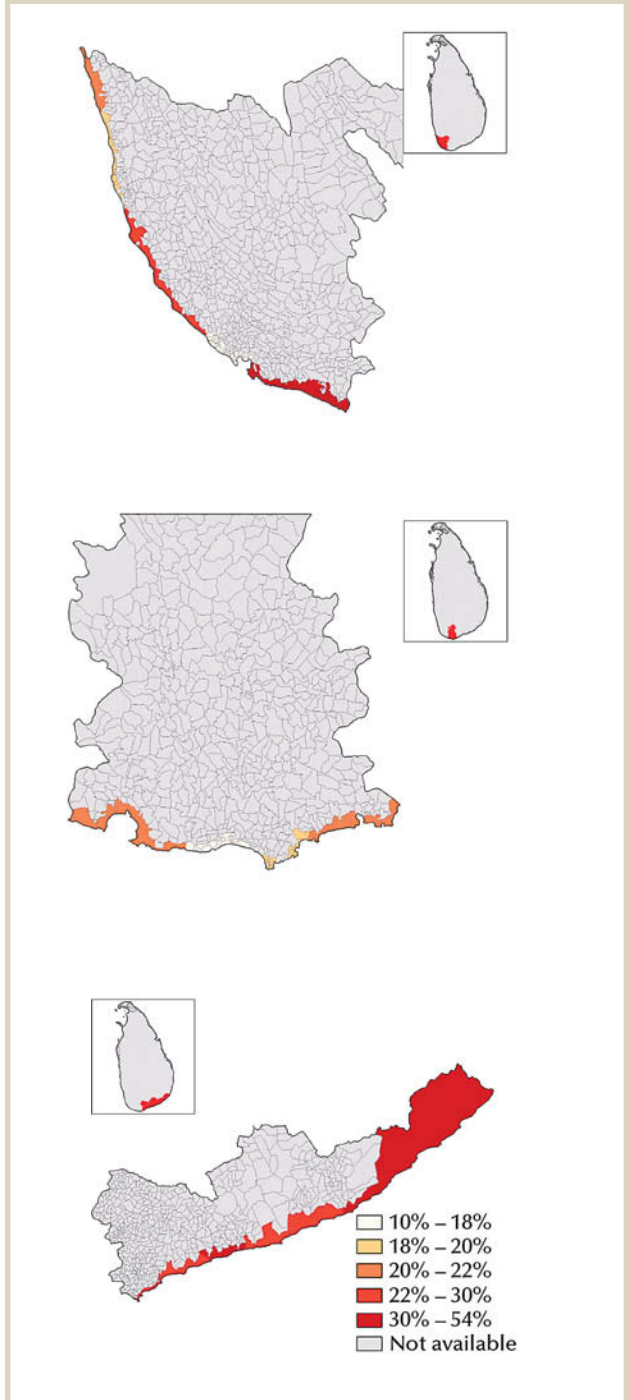 10% – 18%
18% – 20%
20% – 22%
22% – 30%
30% – 54%
Not available